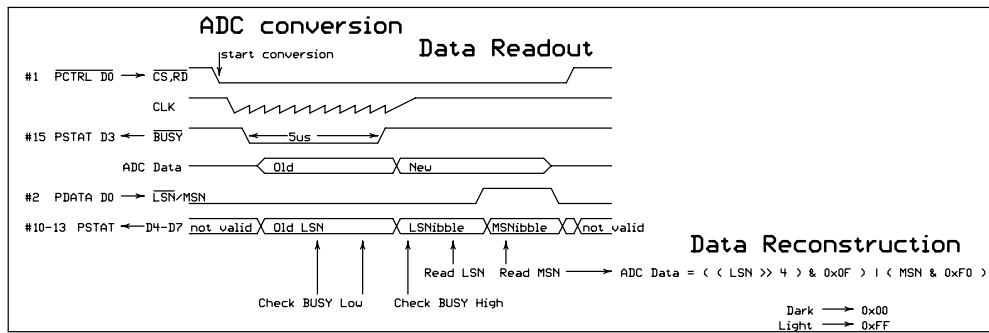 ADC conversion
start conversion
Data Readout
#1 PCTRL D0 CS,RD
CLK
#15 PSTAT D3 BUSY 5us
ADC Data Old New
#2 PDATA D0 LSN/MSN
#10-13 PSTAT D4-D7 not valid Old LSN LSNibble MSNibble not valid
Data Reconstruction
Read LSN Read MSN ADC Data = ( ( LSN >> 4 ) & 0x0F ) | ( MSN & 0xF0 )
Check BUSY Low Check BUSY High
Dark 0x00
Light 0xFF